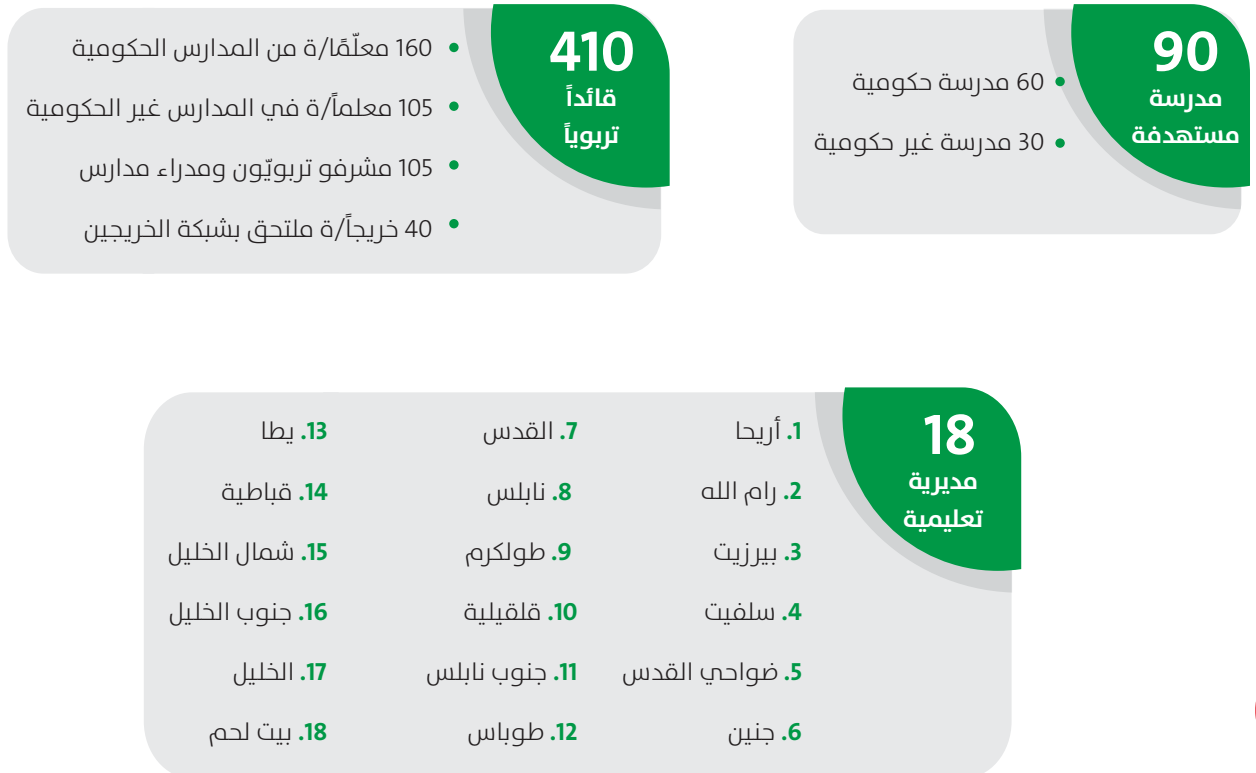 90
مدرسة
مستهدفة
• 60 مدرسة حكومية
• 30 مدرسة غير حكومية
410
قائداً
تربوياً
• 160 معلّمًا/ة من المدارس الحكومية
• 105 معلماً/ة في المدارس غير الحكومية
• 105 مشرفو تربويّون ومدراء مدارس
• 40 خريجاً/ة ملتحق بشبكة الخريجين
18
مديرية
تعليمية
1. أريحا
2. رام الله
3. بيرزيت
4. سلفيت
5. ضواحي القدس
6. جنين
7. القدس
8. نابلس
9. طولكرم
10. قلقيلية
11. جنوب نابلس
12. طوباس
13. يطا
14. قباطية
15. شمال الخليل
16. جنوب الخليل
17. الخليل
18. بيت لحم